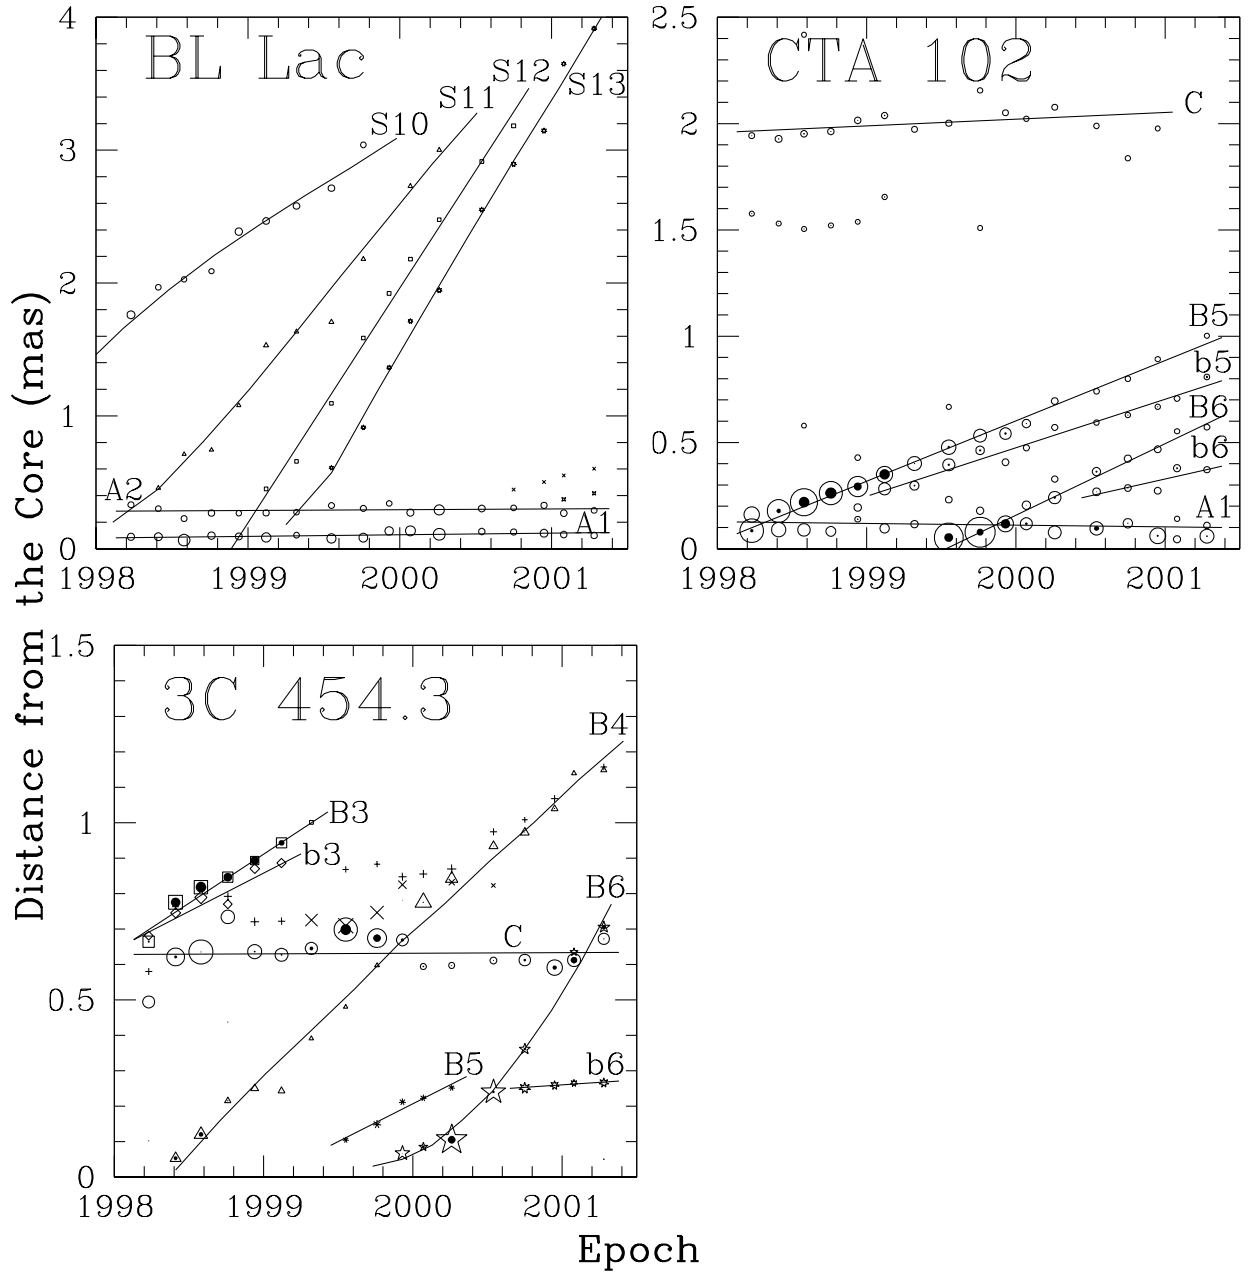 Distance from the Core (mas)
BL Lac
4
3
2
1
0
S10
S11
S12
S13
A2
A1
1998
1999
2000
2001
CTA 102
2.5
2
1.5
1
0.5
0
C
B5
b5
B6
b6
A1
1998
1999
2000
2001
3C 454.3
1.5
1
0.5
0
B3
b3
B4
C
B6
B5
b6
1998
1999
2000
2001
Epoch